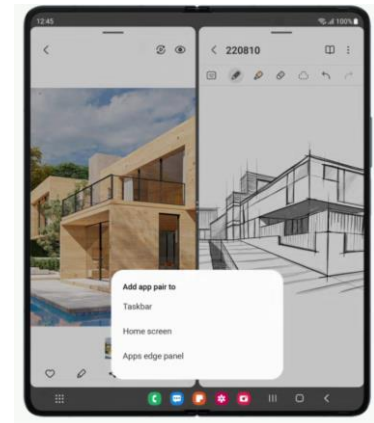 12:45
100%
220810
Add app pair to
Taskbar
Home screen
Apps edge panel